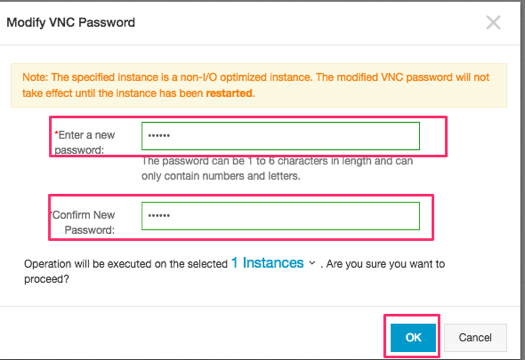 Modify VNC Password
Note: The specified instance is a non-I/O optimized instance. The modified VNC password will not
take effect until the instance has been restarted.
*Enter a new
password:
••••••
The password can be 1 to 6 characters in length and can
only contain numbers and letters.
*Confirm New
Password:
••••••
Operation will be executed on the selected 1 Instances . Are you sure you want to
proceed?
OK Cancel